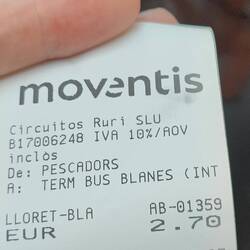 moventis
Circuitos Ruri SLU
B17006248 IVA 10%/AOV
inclòs
De: PESCADORS
A: TERM BUS BLANES (INT
LLORET-BLA AB-01359
EUR 2.70